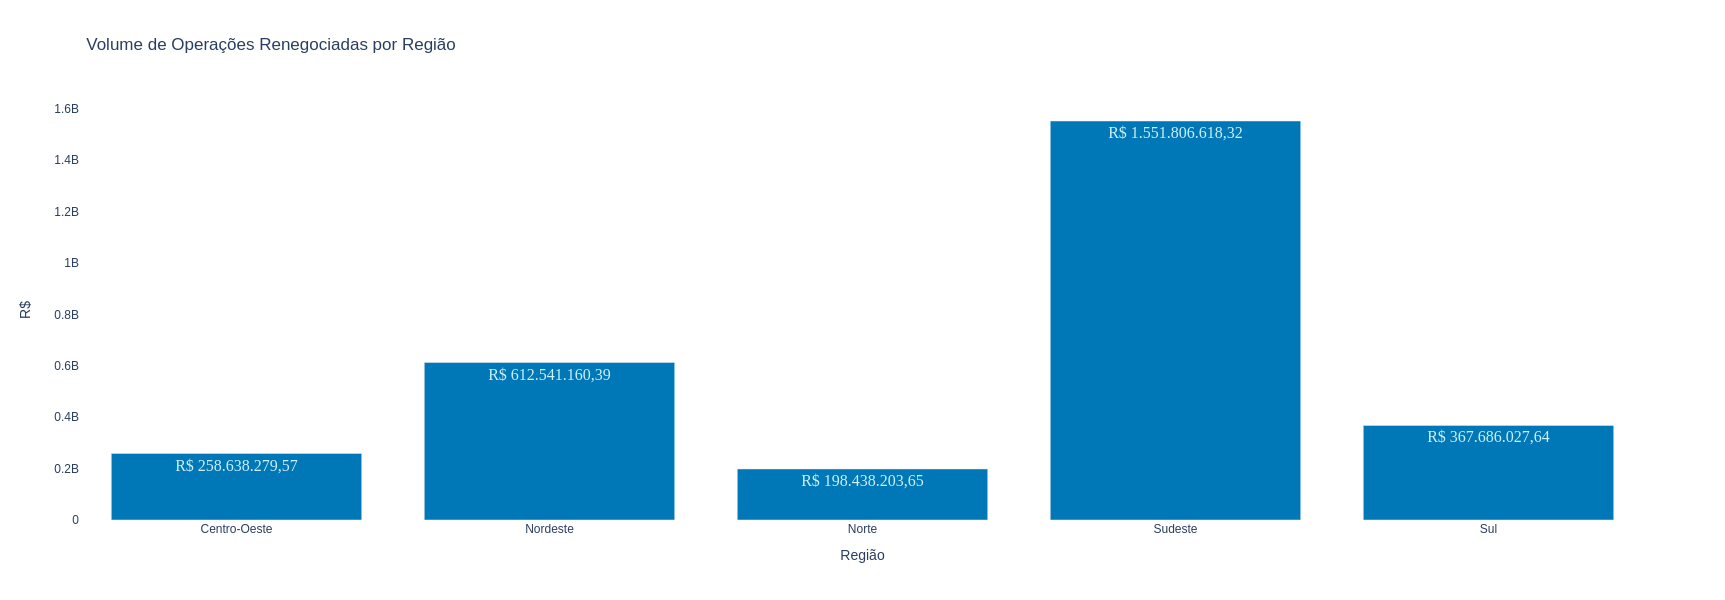 Volume de Operações Renegociadas por Região
1.6B
1.4B
1.2B
1B
0.8B
0.6B
0.4B
0.2B
0
R$
R$ 258.638.279,57
R$ 612.541.160,39
R$ 198.438.203,65
R$ 1.551.806.618,32
R$ 367.686.027,64
Centro-Oeste
Nordeste
Norte
Sudeste
Sul
Região